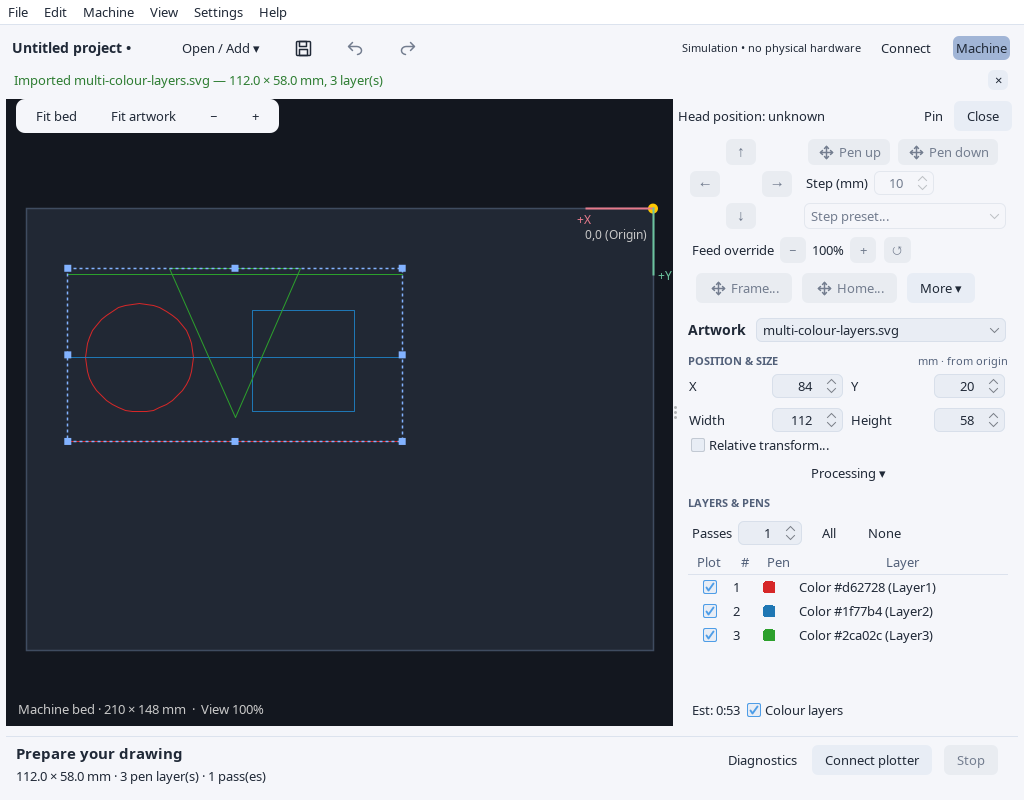 File Edit Machine View Settings Help
Untitled project • Open / Add ▾ Simulation • no physical hardware Connect Machine
Imported multi-colour-layers.svg — 112.0 × 58.0 mm, 3 layer(s) ×
Fit bed Fit artwork − +
Head position: unknown Pin Close
↑ Pen up Pen down
← → Step (mm) 10
↓ Step preset...
+X
0,0 (Origin)
+Y
Feed override − 100% + ↺
Frame... Home... More ▾
Artwork multi-colour-layers.svg
POSITION & SIZE mm · from origin
X 84 Y 20
Width 112 Height 58
Relative transform...
Processing ▾
LAYERS & PENS
Passes 1 All None
Plot # Pen Layer
1 Color #d62728 (Layer1)
2 Color #1f77b4 (Layer2)
3 Color #2ca02c (Layer3)
Machine bed · 210 × 148 mm · View 100%
Est: 0:53 Colour layers
Prepare your drawing
112.0 × 58.0 mm · 3 pen layer(s) · 1 pass(es)
Diagnostics Connect plotter Stop